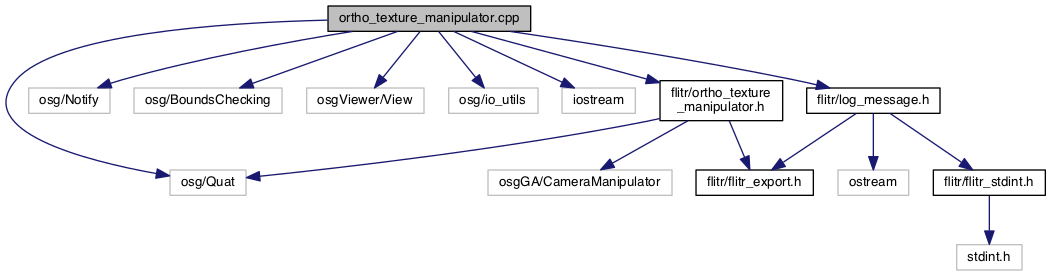 ortho_texture_manipulator.cpp
osg/Notify
osg/BoundsChecking
osgViewer/View
osg/io_utils
iostream
flitr/ortho_texture
_manipulator.h
flitr/log_message.h
osg/Quat
osgGA/CameraManipulator
flitr/flitr_export.h
ostream
flitr/flitr_stdint.h
stdint.h